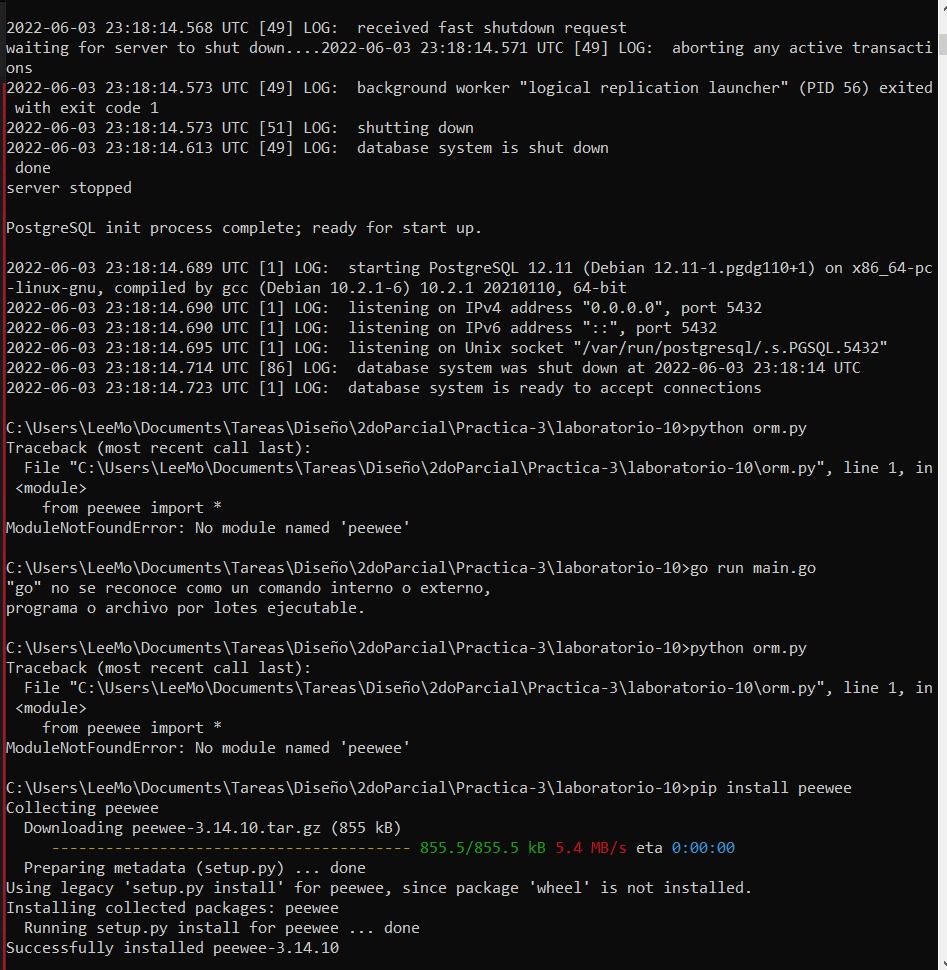 2022-06-03 23:18:14.568 UTC [49] LOG:  received fast shutdown request
waiting for server to shut down....2022-06-03 23:18:14.571 UTC [49] LOG:  aborting any active transacti
ons
2022-06-03 23:18:14.573 UTC [49] LOG:  background worker "logical replication launcher" (PID 56) exited
 with exit code 1
2022-06-03 23:18:14.573 UTC [51] LOG:  shutting down
2022-06-03 23:18:14.613 UTC [49] LOG:  database system is shut down
 done
server stopped

PostgreSQL init process complete; ready for start up.

2022-06-03 23:18:14.689 UTC [1] LOG:  starting PostgreSQL 12.11 (Debian 12.11-1.pgdg110+1) on x86_64-pc
-linux-gnu, compiled by gcc (Debian 10.2.1-6) 10.2.1 20210110, 64-bit
2022-06-03 23:18:14.690 UTC [1] LOG:  listening on IPv4 address "0.0.0.0", port 5432
2022-06-03 23:18:14.690 UTC [1] LOG:  listening on IPv6 address "::", port 5432
2022-06-03 23:18:14.695 UTC [1] LOG:  listening on Unix socket "/var/run/postgresql/.s.PGSQL.5432"
2022-06-03 23:18:14.714 UTC [86] LOG:  database system was shut down at 2022-06-03 23:18:14 UTC
2022-06-03 23:18:14.723 UTC [1] LOG:  database system is ready to accept connections

C:\Users\LeeMo\Documents\Tareas\Diseño\2doParcial\Practica-3\laboratorio-10>python orm.py
Traceback (most recent call last):
  File "C:\Users\LeeMo\Documents\Tareas\Diseño\2doParcial\Practica-3\laboratorio-10\orm.py", line 1, in
 <module>
    from peewee import *
ModuleNotFoundError: No module named 'peewee'

C:\Users\LeeMo\Documents\Tareas\Diseño\2doParcial\Practica-3\laboratorio-10>go run main.go
"go" no se reconoce como un comando interno o externo,
programa o archivo por lotes ejecutable.

C:\Users\LeeMo\Documents\Tareas\Diseño\2doParcial\Practica-3\laboratorio-10>python orm.py
Traceback (most recent call last):
  File "C:\Users\LeeMo\Documents\Tareas\Diseño\2doParcial\Practica-3\laboratorio-10\orm.py", line 1, in
 <module>
    from peewee import *
ModuleNotFoundError: No module named 'peewee'

C:\Users\LeeMo\Documents\Tareas\Diseño\2doParcial\Practica-3\laboratorio-10>pip install peewee
Collecting peewee
  Downloading peewee-3.14.10.tar.gz (855 kB)
     ---------------------------------------- 855.5/855.5 kB 5.4 MB/s eta 0:00:00
  Preparing metadata (setup.py) ... done
Using legacy 'setup.py install' for peewee, since package 'wheel' is not installed.
Installing collected packages: peewee
  Running setup.py install for peewee ... done
Successfully installed peewee-3.14.10